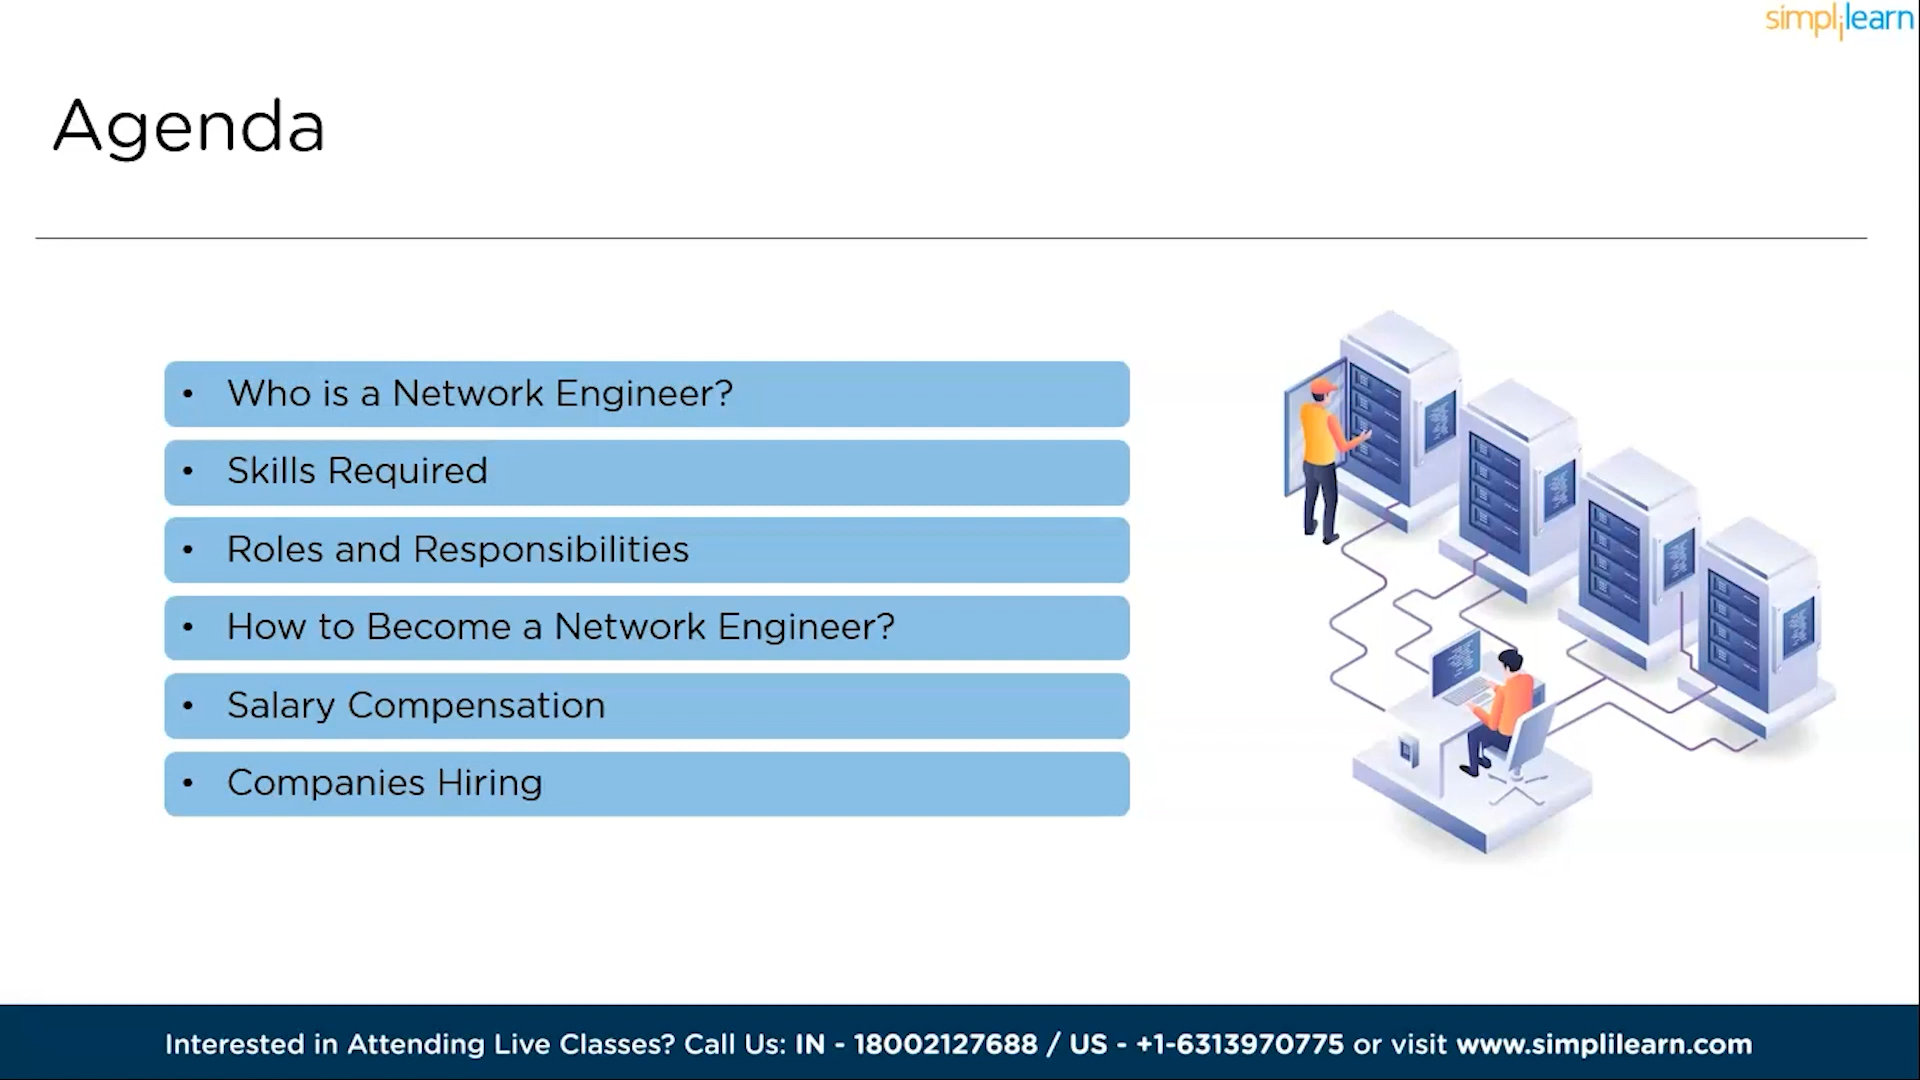 simplilearn
Agenda
• Who is a Network Engineer?
• Skills Required
• Roles and Responsibilities
• How to Become a Network Engineer?
• Salary Compensation
• Companies Hiring
Interested in Attending Live Classes? Call Us: IN - 18002127688 / US - +1-6313970775 or visit www.simplilearn.com